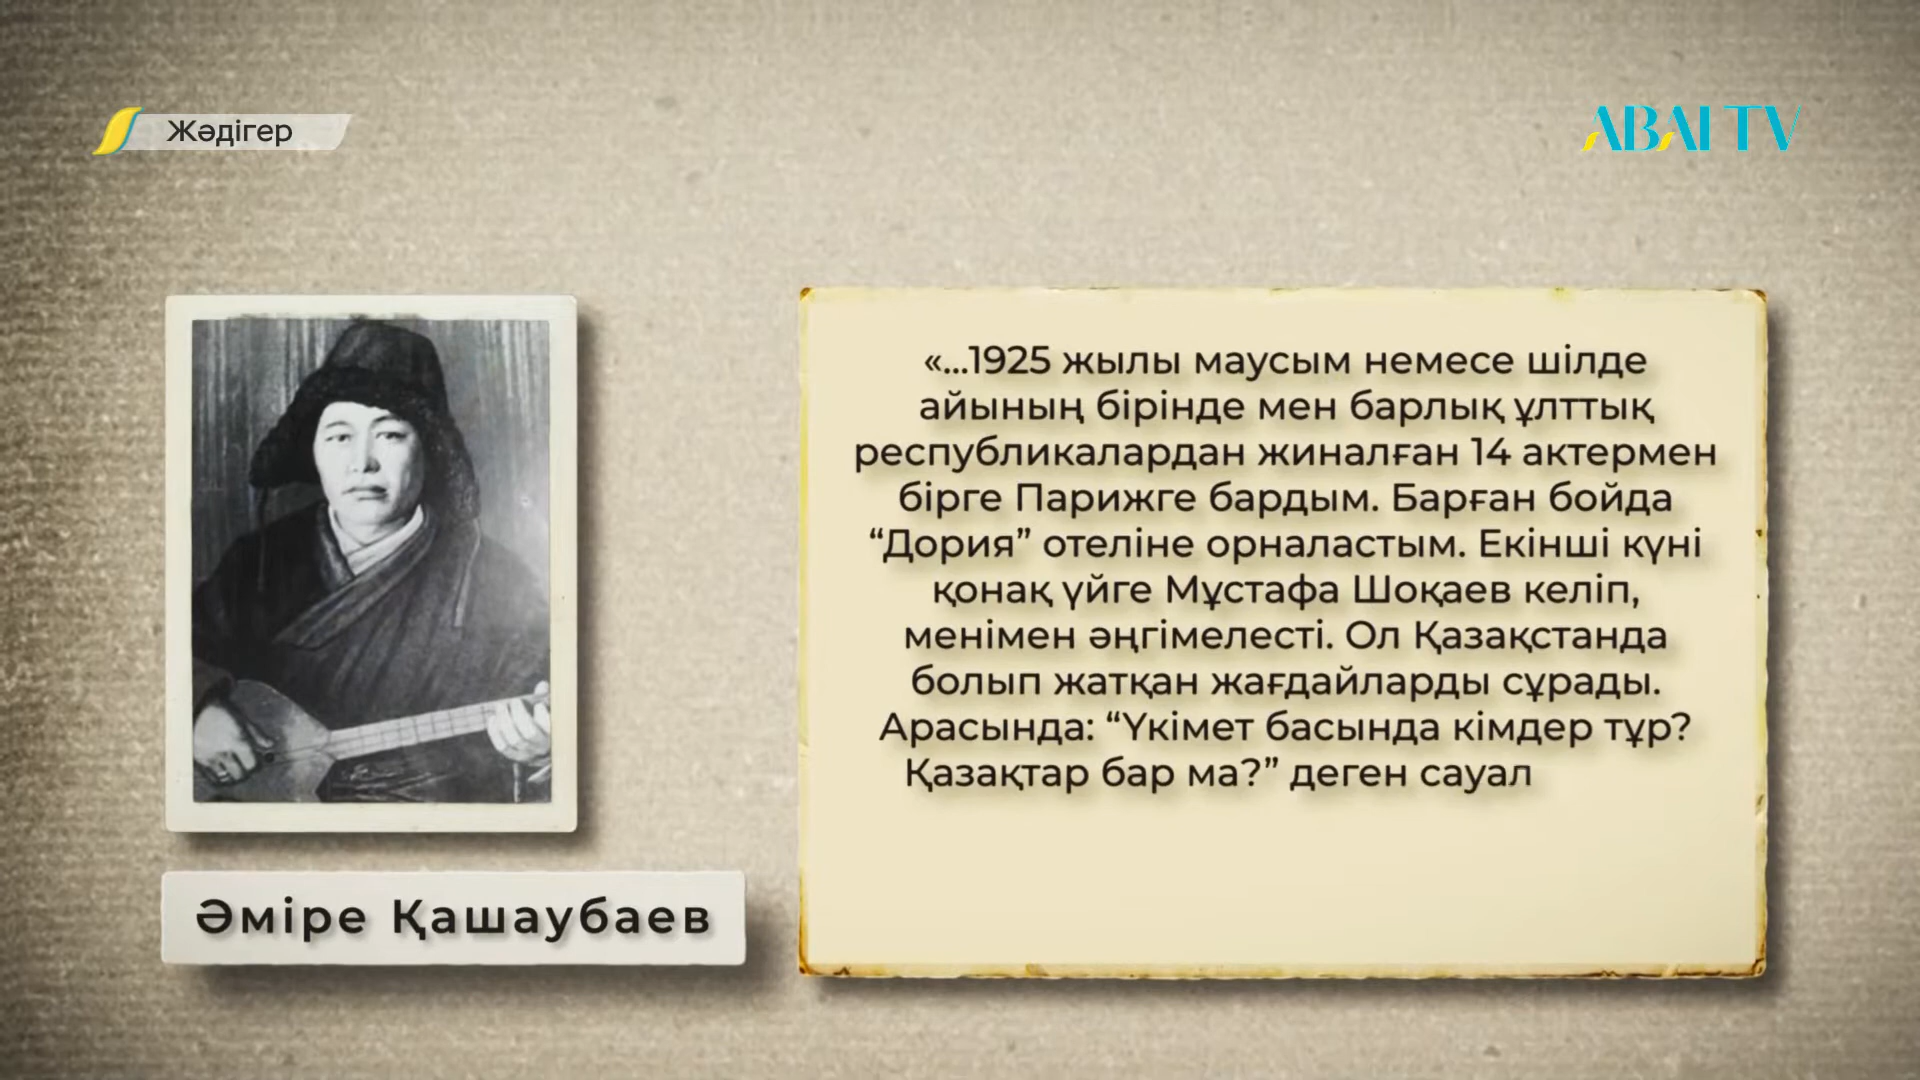 Жәдігер
ABAI TV
«...1925 жылы маусым немесе шілде
айының бірінде мен барлық ұлттық
республикалардан жиналған 14 актермен
бірге Парижге бардым. Барған бойда
“Дория” отеліне орналастым. Екінші күні
қонақ үйге Мұстафа Шоқаев келіп,
менімен әңгімелесті. Ол Қазақстанда
болып жатқан жағдайларды сұрады.
Арасында: “Үкімет басында кімдер тұр?
Қазақтар бар ма?” деген сауал
Әміре Қашаубаев